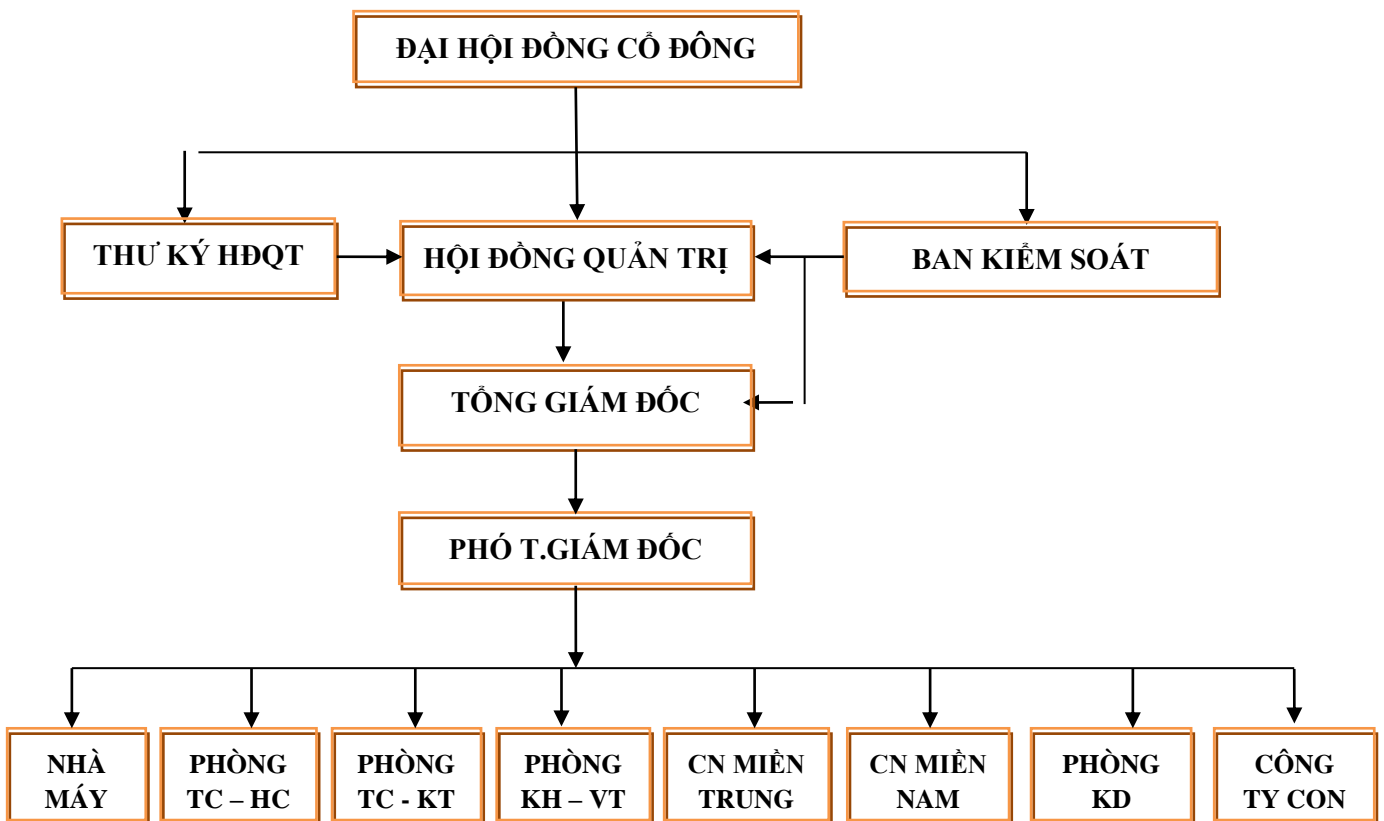 ĐẠI HỘI ĐỒNG CỔ ĐÔNG
THƯ KÝ HĐQT
HỘI ĐỒNG QUẢN TRỊ
BAN KIỂM SOÁT
TỔNG GIÁM ĐỐC
PHÓ T.GIÁM ĐỐC
NHÀ
MÁY
PHÒNG
TC – HC
PHÒNG
TC - KT
PHÒNG
KH – VT
CN MIỀN
TRUNG
CN MIỀN
NAM
PHÒNG
KD
CÔNG
TY CON